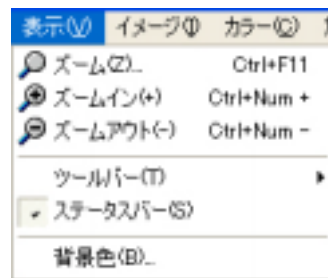 表示(V) イメージ(I) カラー(C)
ズーム(Z)... Ctrl+F11
ズームイン(+) Ctrl+Num +
ズームアウト(-) Ctrl+Num -
ツールバー(T)
ステータスバー(S)
背景色(B)...